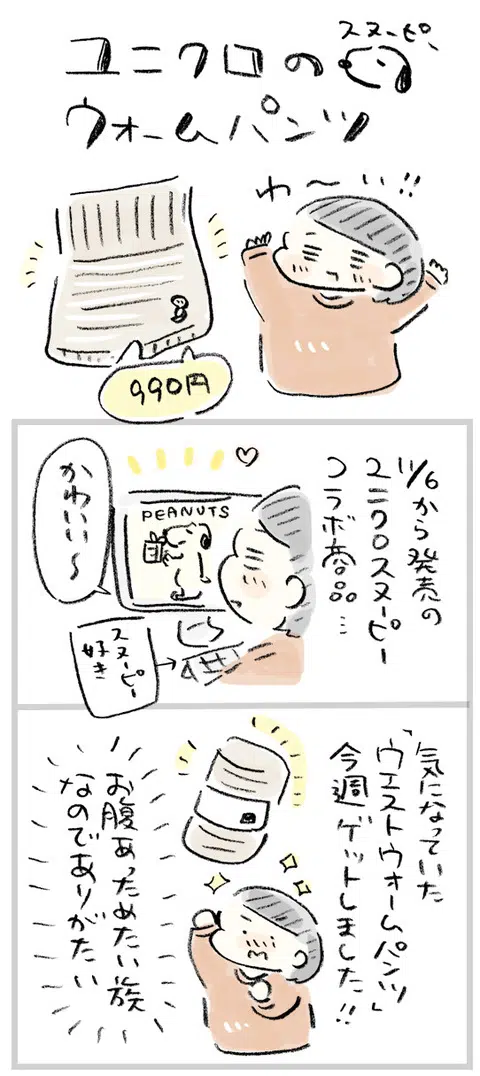 スヌーピー
ユニクロの
ウォームパンツ
わ〜い!!
990円
11/6から発売の
ユニクロスヌーピー
コラボ商品…
PEANUTS
かわいい〜
スヌーピー
好き
気になっていた
「ウエストウォームパンツ」
今週ゲットしました!!
お腹あっためたい族
なのでありがたい